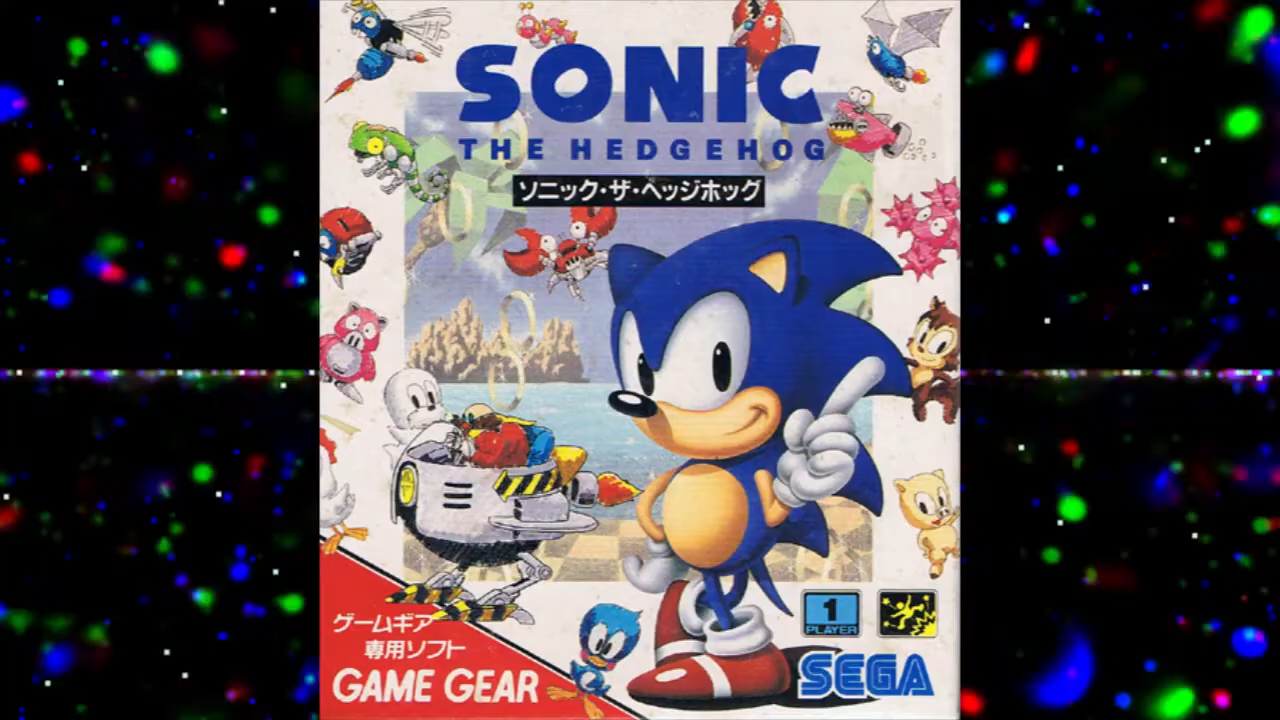 SONIC
THE HEDGEHOG
ソニック・ザ・ヘッジホッグ
ゲームギア
専用ソフト
GAME GEAR
1
PLAYER
SEGA